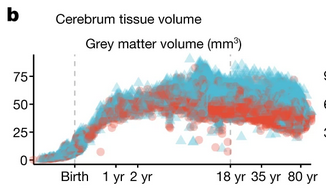 b
Cerebrum tissue volume
Grey matter volume (mm³)
75
50
25
0
Birth 1 yr 2 yr 18 yr 35 yr 80 yr